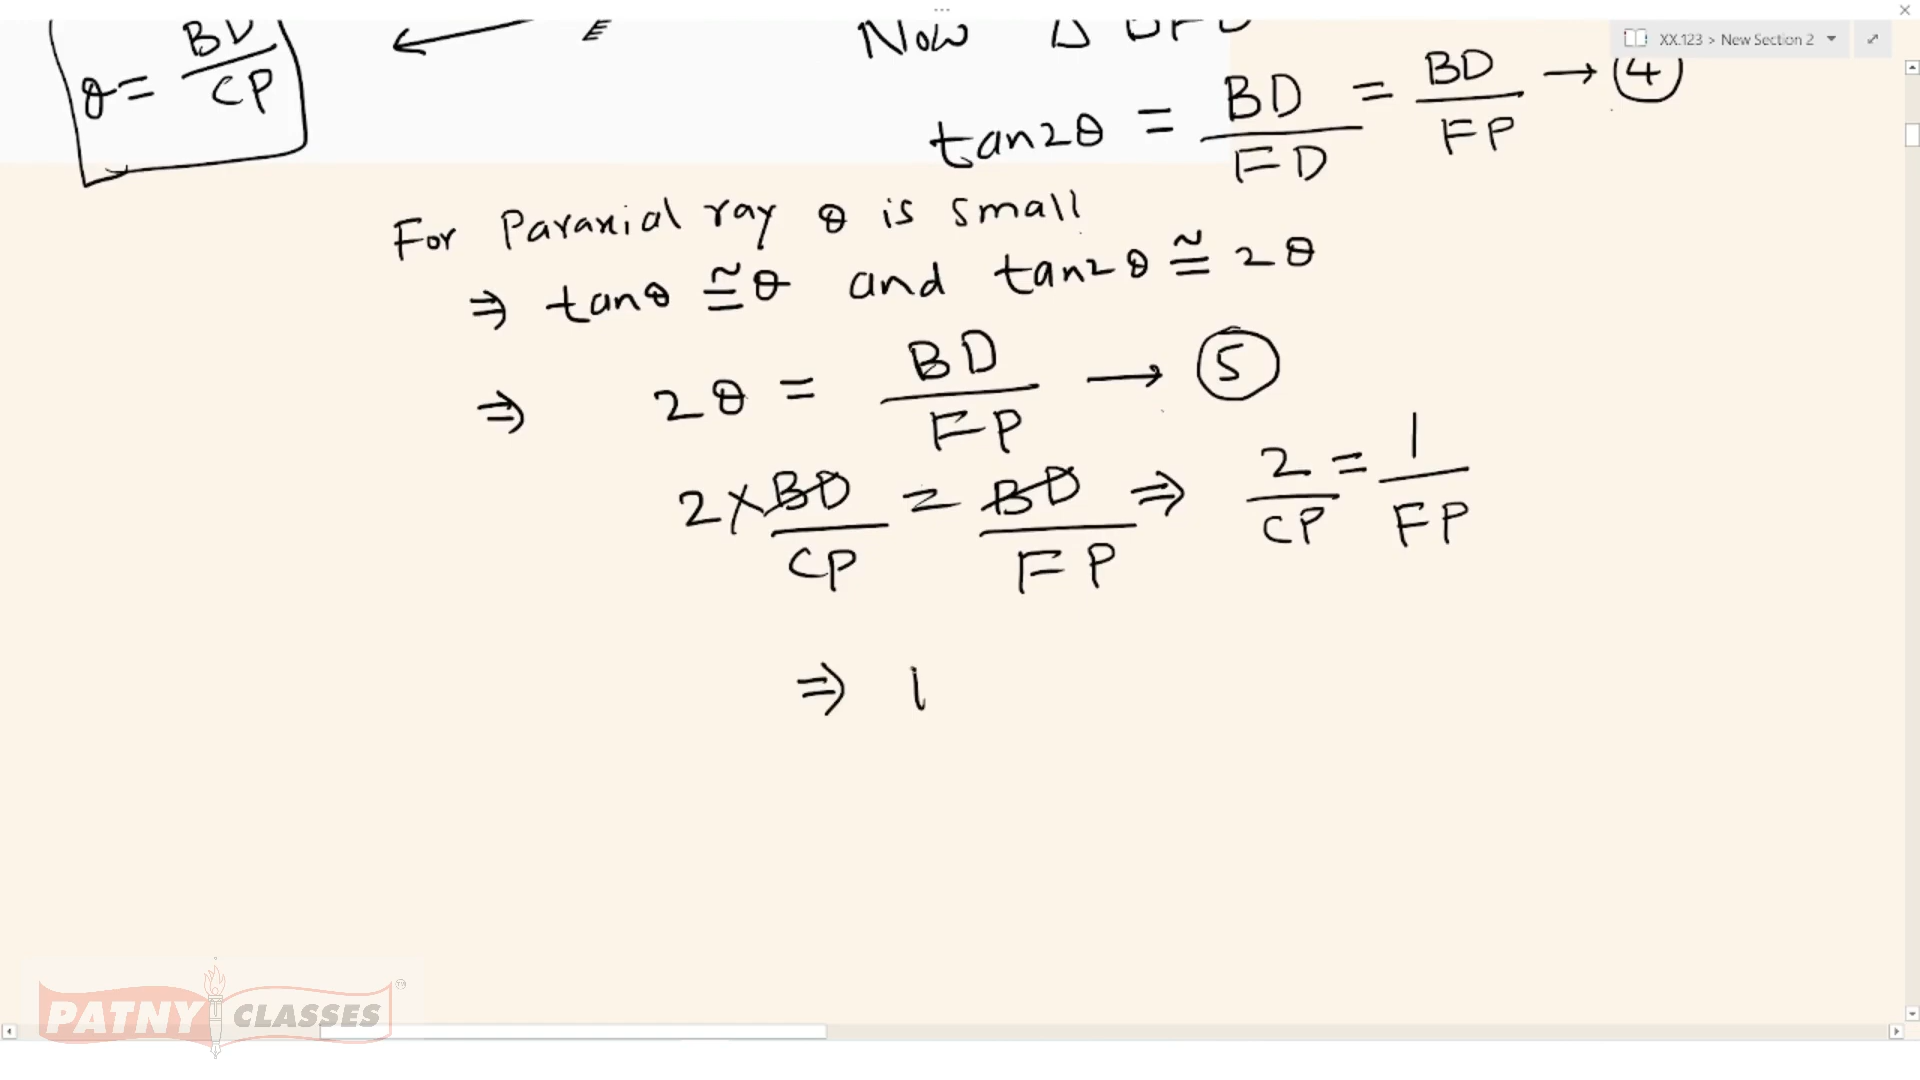 XX.123 > New Section 2
θ = BD/CP ←
Now Δ
tan2θ = BD/FD = BD/FP → ④
For Paraxial ray θ is small
⇒ tanθ ≅ θ and tan2θ ≅ 2θ
⇒ 2θ = BD/FP → ⑤
2 × BD/CP = BD/FP ⇒ 2/CP = 1/FP
⇒ 1
PATNY CLASSES